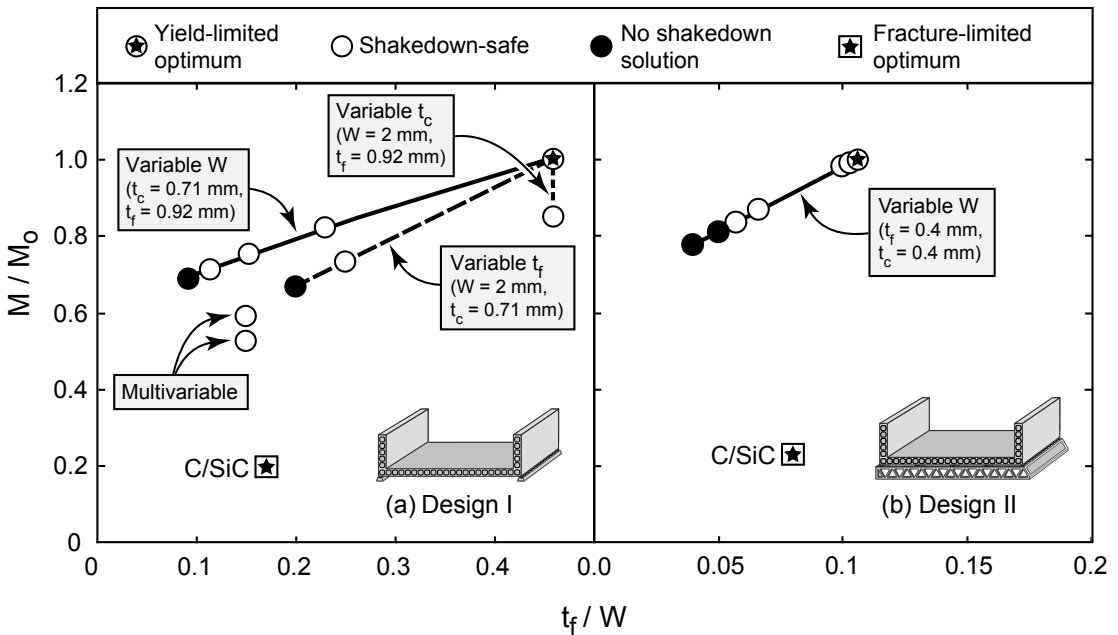 Yield-limited
optimum
Shakedown-safe
No shakedown
solution
Fracture-limited
optimum
M / Mo
1.2
1.0
0.8
0.6
0.4
0.2
0
Variable tc
(W = 2 mm,
tf = 0.92 mm)
Variable W
(tc = 0.71 mm,
tf = 0.92 mm)
Variable tf
(W = 2 mm,
tc = 0.71 mm)
Multivariable
C/SiC
(a) Design I
Variable W
(tf = 0.4 mm,
tc = 0.4 mm)
C/SiC
(b) Design II
0 0.1 0.2 0.3 0.4 0.0 0.05 0.1 0.15 0.2
tf / W